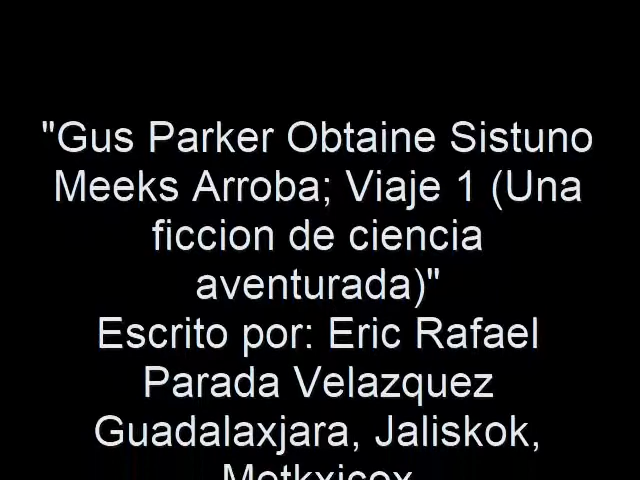 "Gus Parker Obtaine Sistuno
Meeks Arroba; Viaje 1 (Una
ficcion de ciencia
aventurada)"
Escrito por: Eric Rafael
Parada Velazquez
Guadalaxjara, Jaliskok,